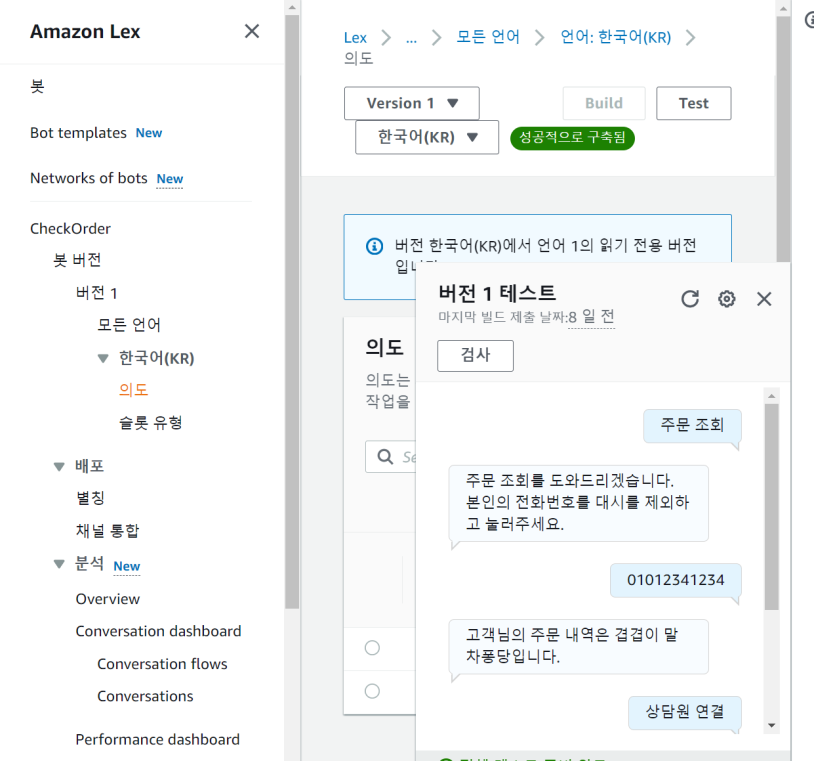 Amazon Lex
봇
Bot templates New
Networks of bots New
CheckOrder
봇 버전
버전 1
모든 언어
한국어(KR)
의도
슬롯 유형
배포
별칭
채널 통합
분석 New
Overview
Conversation dashboard
Conversation flows
Conversations
Performance dashboard
Lex
...
모든 언어
언어: 한국어(KR)
의도
Version 1
Build
Test
한국어(KR)
성공적으로 구축됨
버전 한국어(KR)에서 언어 1의 읽기 전용 버전
입니다
의도
의도는
작업을
버전 1 테스트
마지막 빌드 제출 날짜:8 일 전
검사
주문 조회
주문 조회를 도와드리겠습니다.
본인의 전화번호를 대시를 제외하
고 눌러주세요.
01012341234
고객님의 주문 내역은 겹겹이 말
차퐁당입니다.
상담원 연결